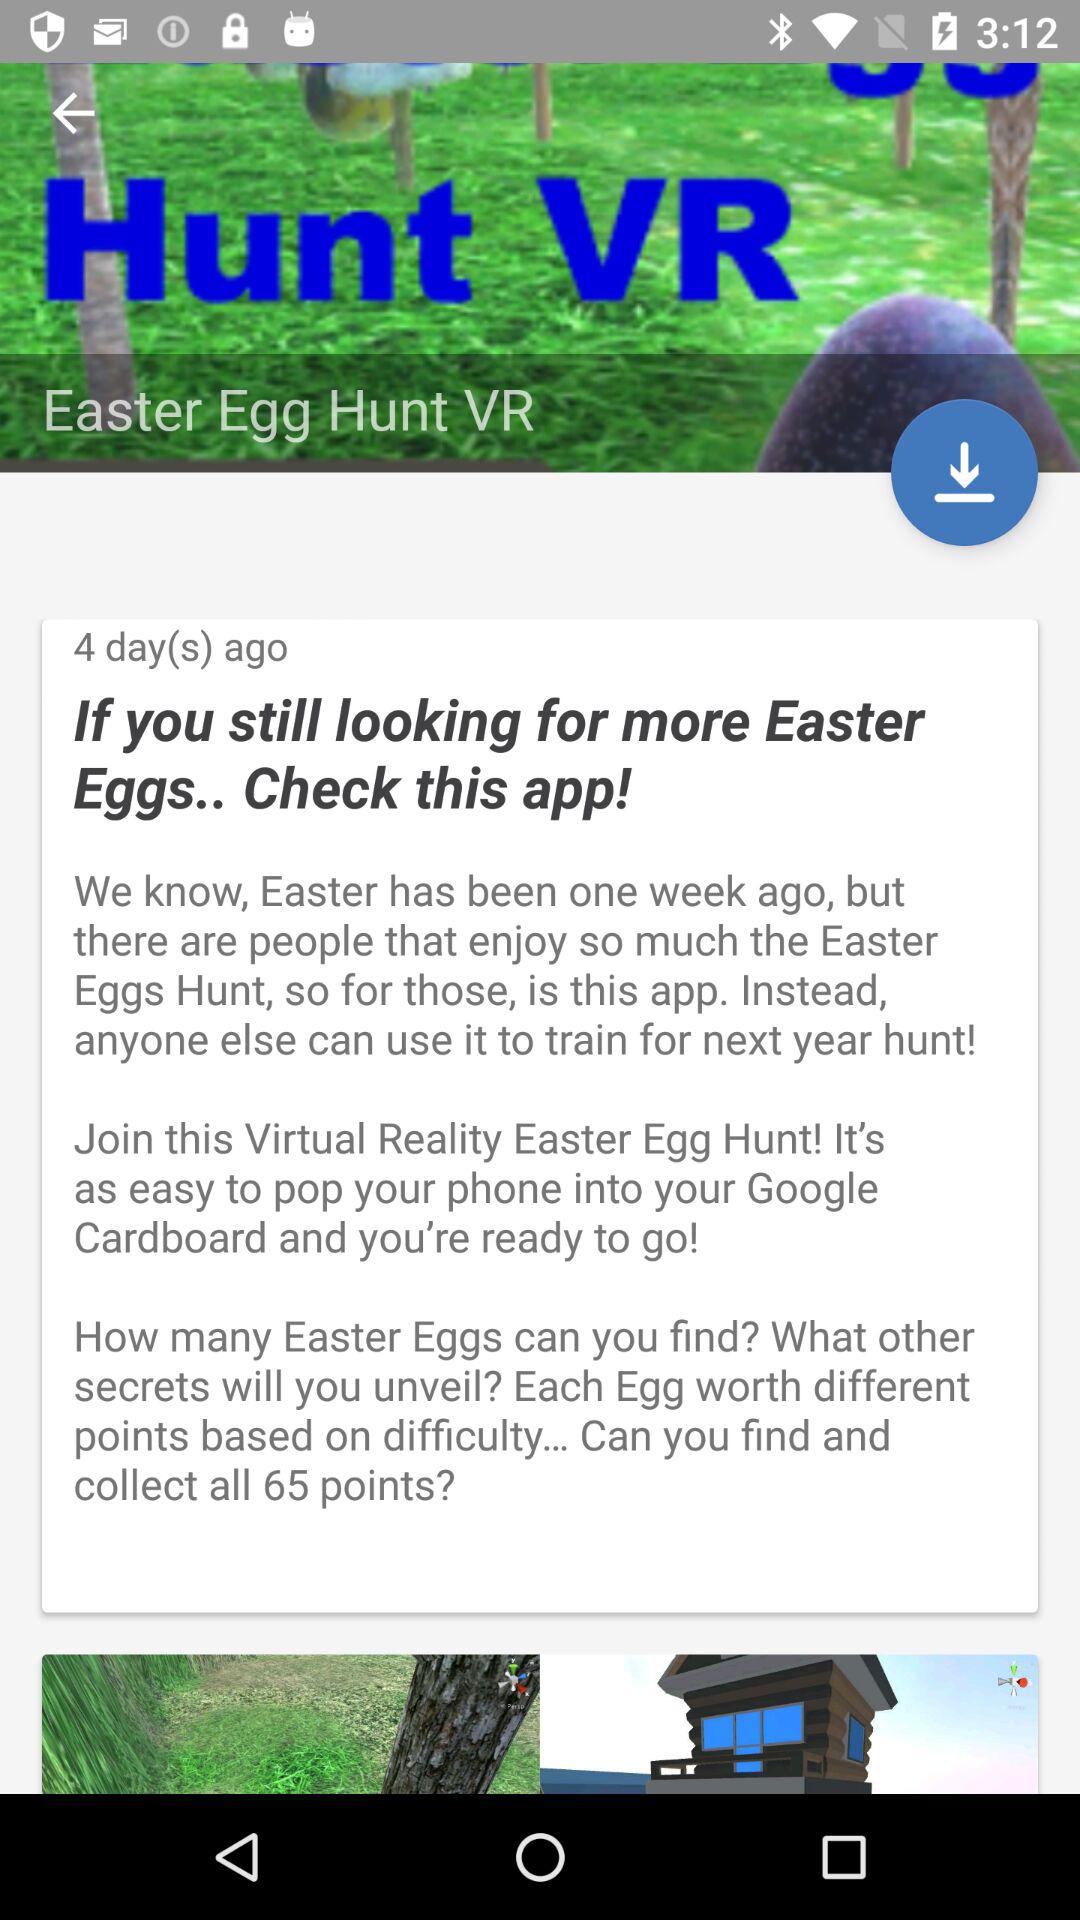 3:12
Hunt VR
Easter Egg Hunt VR
4 day(s) ago
If you still looking for more Easter
Eggs.. Check this app!
We know, Easter has been one week ago, but
there are people that enjoy so much the Easter
Eggs Hunt, so for those, is this app. Instead,
anyone else can use it to train for next year hunt!
Join this Virtual Reality Easter Egg Hunt! It’s
as easy to pop your phone into your Google
Cardboard and you’re ready to go!
How many Easter Eggs can you find? What other
secrets will you unveil? Each Egg worth different
points based on difficulty… Can you find and
collect all 65 points?
Persp